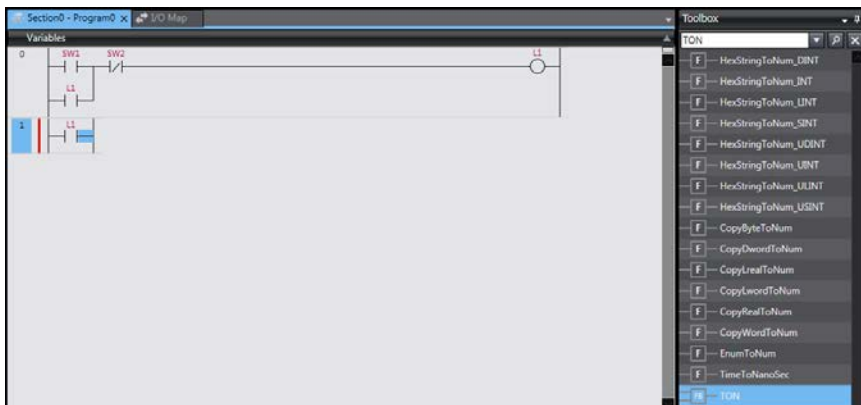 Section0 - Program0 x I/O Map
Variables
0 SW1 SW2 L1
L1
1 L1
Toolbox
TON
F HexStringToNum_DINT
F HexStringToNum_INT
F HexStringToNum_LINT
F HexStringToNum_SINT
F HexStringToNum_UDINT
F HexStringToNum_UINT
F HexStringToNum_ULINT
F HexStringToNum_USINT
F CopyByteToNum
F CopyDwordToNum
F CopyLrealToNum
F CopyLwordToNum
F CopyRealToNum
F CopyWordToNum
F EnumToNum
F TimeToNanoSec
FB TON